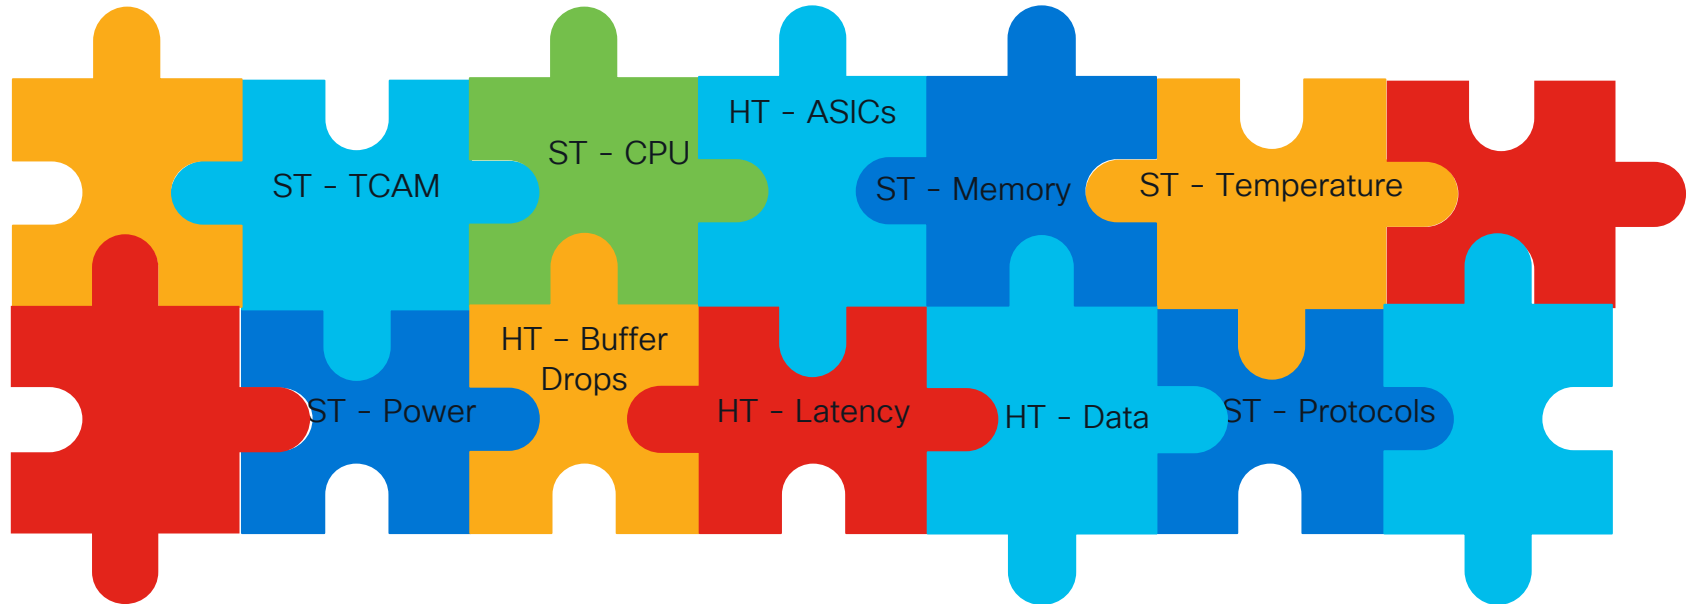 ST - TCAM
ST - CPU
HT - ASICs
ST - Memory
ST - Temperature
ST - Power
HT – Buffer
Drops
HT - Latency
HT - Data
ST - Protocols